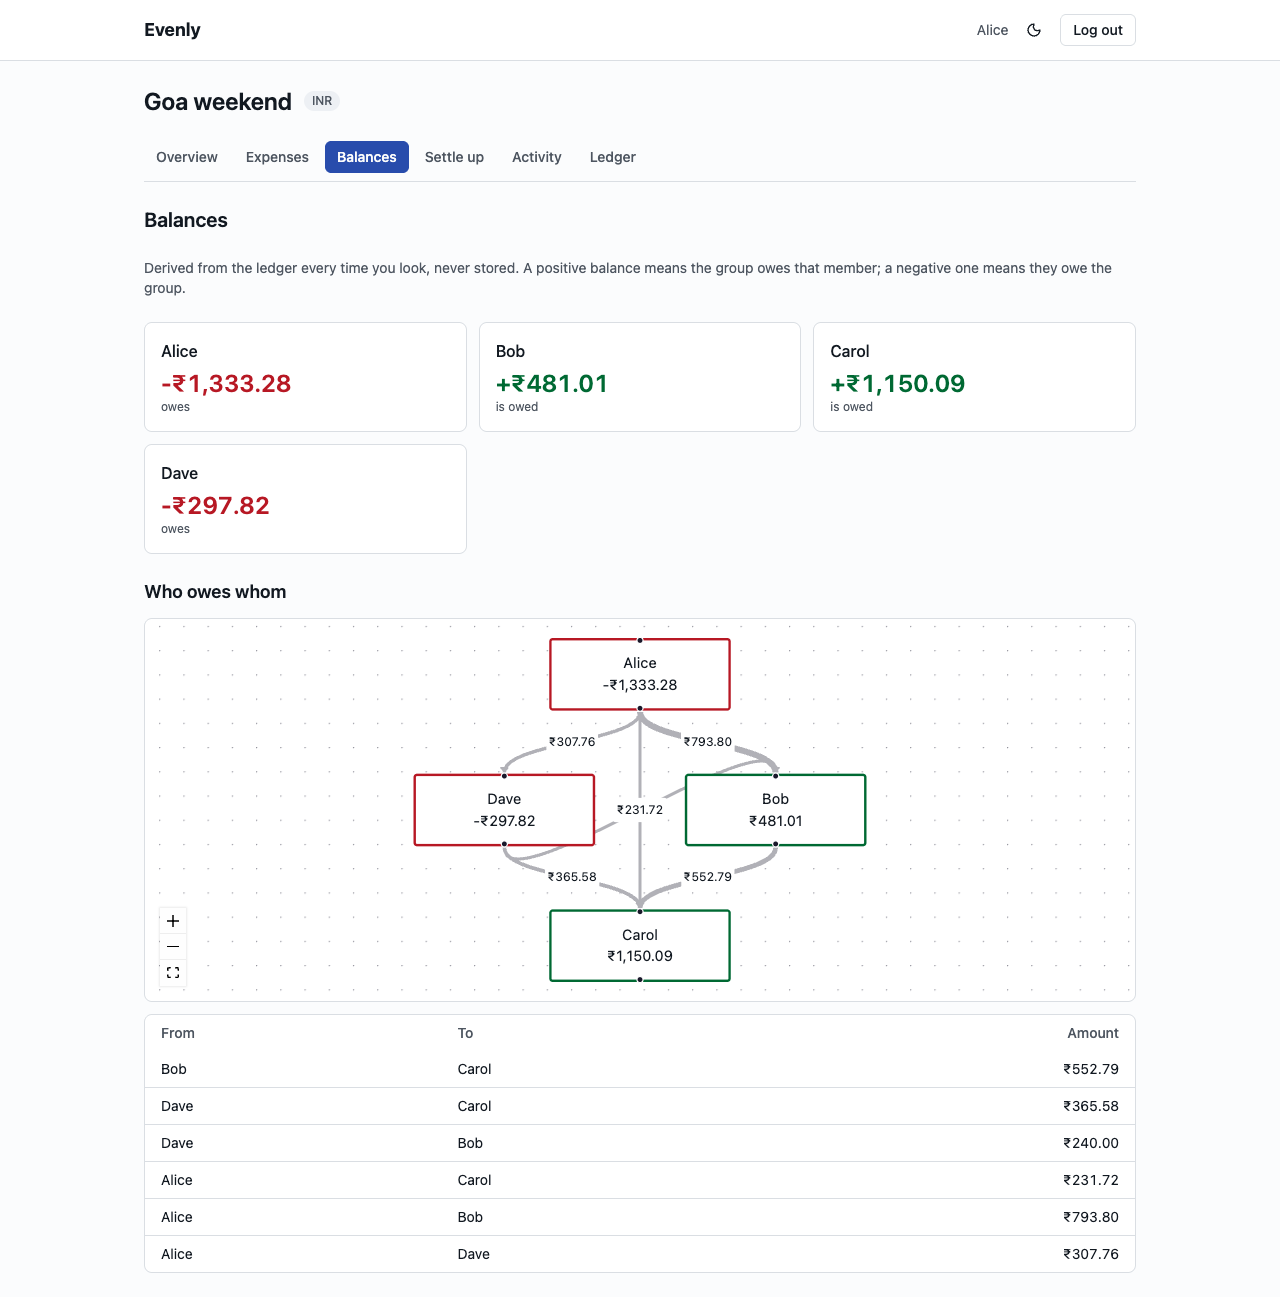 Evenly
Alice
Log out
Goa weekend INR
Overview Expenses Balances Settle up Activity Ledger
Balances
Derived from the ledger every time you look, never stored. A positive balance means the group owes that member; a negative one means they owe the
group.
Alice
-₹1,333.28
owes
Bob
+₹481.01
is owed
Carol
+₹1,150.09
is owed
Dave
-₹297.82
owes
Who owes whom
Alice
-₹1,333.28
₹307.76
₹793.80
Dave
-₹297.82
₹231.72
Bob
₹481.01
₹365.58
₹552.79
Carol
₹1,150.09
From To Amount
Bob Carol ₹552.79
Dave Carol ₹365.58
Dave Bob ₹240.00
Alice Carol ₹231.72
Alice Bob ₹793.80
Alice Dave ₹307.76